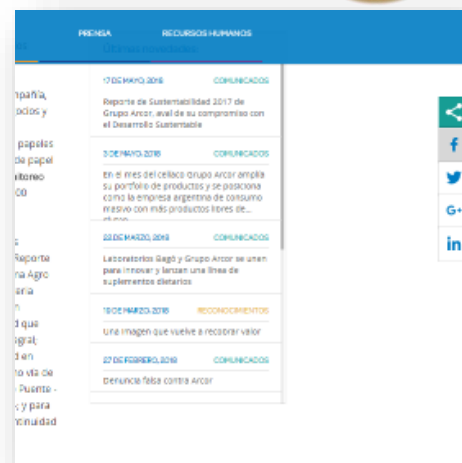 PRENSA RECURSOS HUMANOS
Últimas novedades
17 DE MAYO, 2018 COMUNICADOS
Reporte de Sustentabilidad 2017 de
Grupo Arcor, aval de su compromiso con
el Desarrollo Sustentable
3 DE MAYO, 2018 COMUNICADOS
En el mes del celíaco Grupo Arcor amplía
su portfolio de productos y se posiciona
como la empresa argentina de consumo
masivo con más productos libres de...
22 DE MARZO, 2018 COMUNICADOS
Laboratorios Bagó y Grupo Arcor se unen
para innovar y lanzan una línea de
suplementos dietarios
19 DE MARZO, 2018 RECONOCIMIENTOS
Una imagen que vuelve a recobrar valor
27 DE FEBRERO, 2018 COMUNICADOS
Denuncia falsa contra Arcor
mpañía,
ocios y
papeles
de papel
itoreo
00
s
Reporte
na Agro
ería
n
d que
egral;
d en
no vía de
Puente -
; y para
ntinuidad
f
G+
in